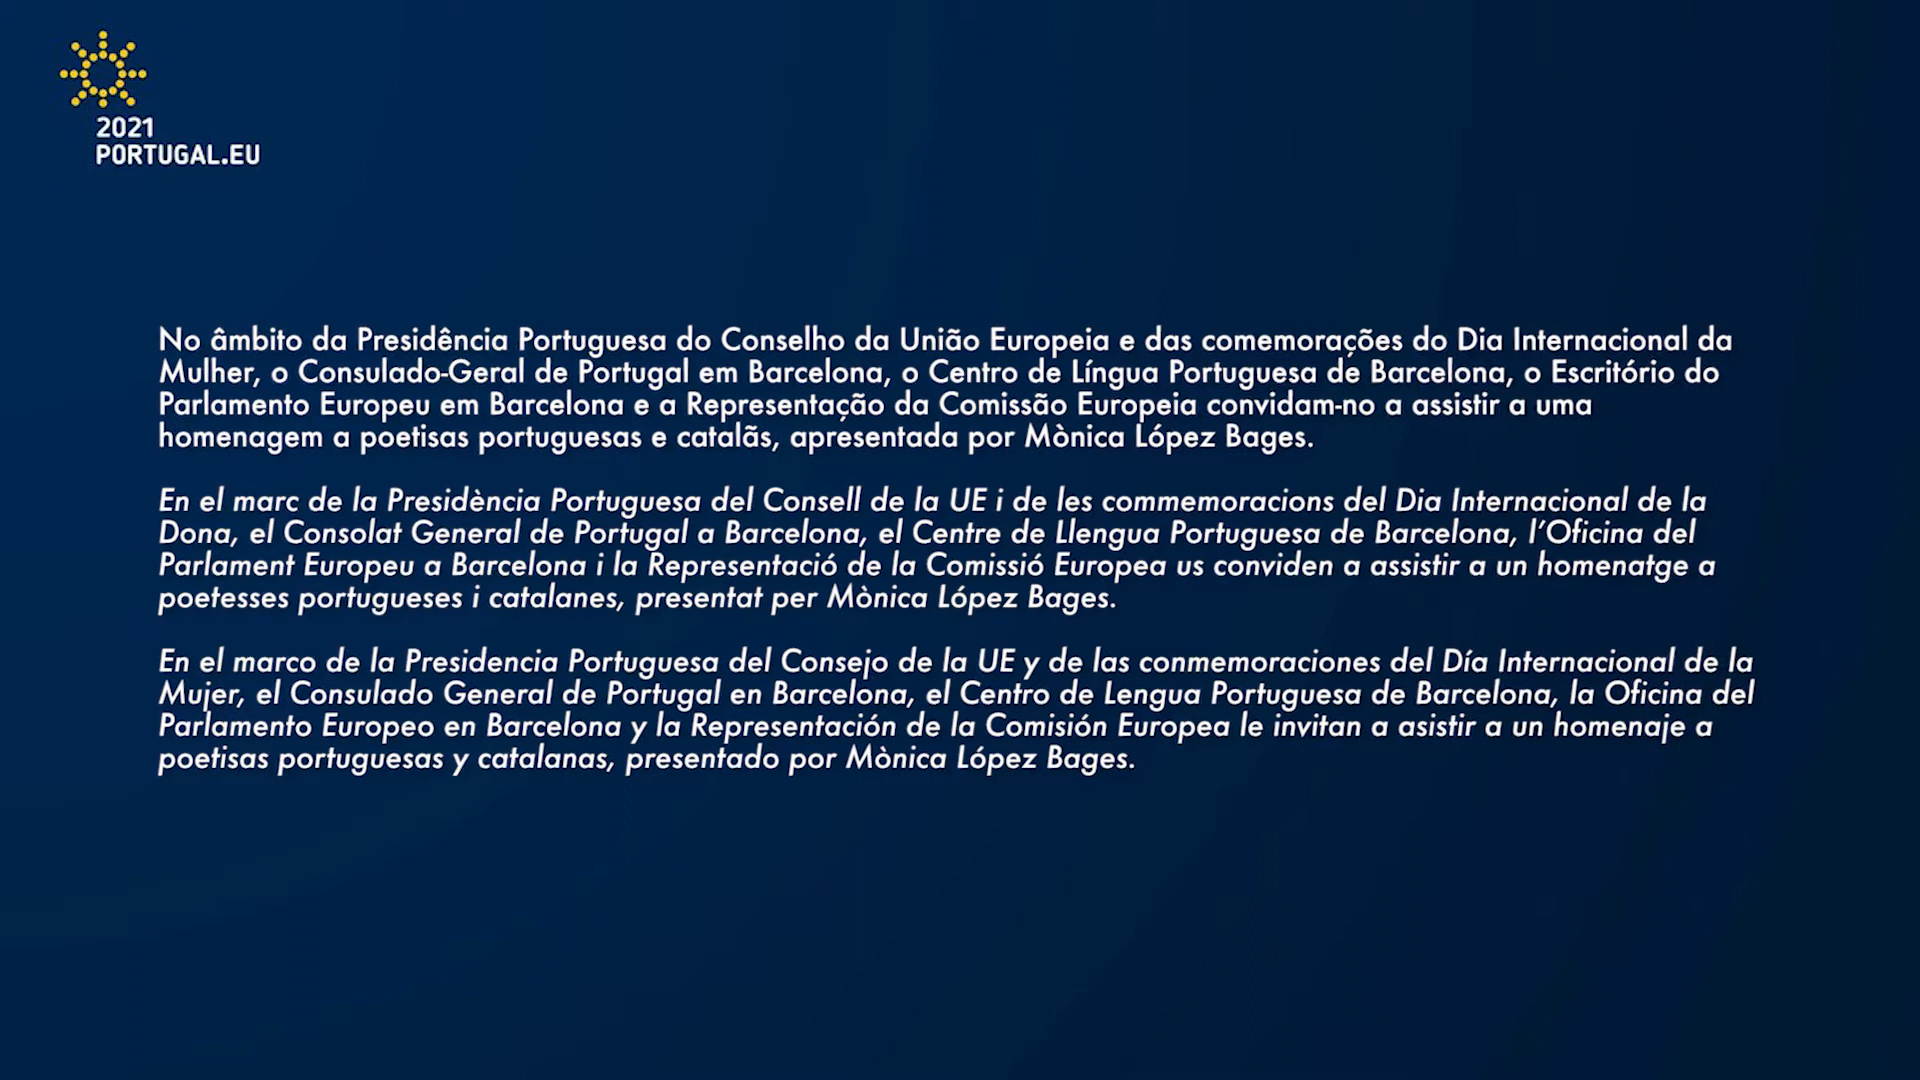 2021
PORTUGAL.EU
No âmbito da Presidência Portuguesa do Conselho da União Europeia e das comemorações do Dia Internacional da
Mulher, o Consulado-Geral de Portugal em Barcelona, o Centro de Língua Portuguesa de Barcelona, o Escritório do
Parlamento Europeu em Barcelona e a Representação da Comissão Europeia convidam-no a assistir a uma
homenagem a poetisas portuguesas e catalãs, apresentada por Mònica López Bages.
En el marc de la Presidència Portuguesa del Consell de la UE i de les commemoracions del Dia Internacional de la
Dona, el Consolat General de Portugal a Barcelona, el Centre de Llengua Portuguesa de Barcelona, l’Oficina del
Parlament Europeu a Barcelona i la Representació de la Comissió Europea us conviden a assistir a un homenatge a
poetesses portugueses i catalanes, presentat per Mònica López Bages.
En el marco de la Presidencia Portuguesa del Consejo de la UE y de las conmemoraciones del Día Internacional de la
Mujer, el Consulado General de Portugal en Barcelona, el Centro de Lengua Portuguesa de Barcelona, la Oficina del
Parlamento Europeo en Barcelona y la Representación de la Comisión Europea le invitan a asistir a un homenaje a
poetisas portuguesas y catalanas, presentado por Mònica López Bages.